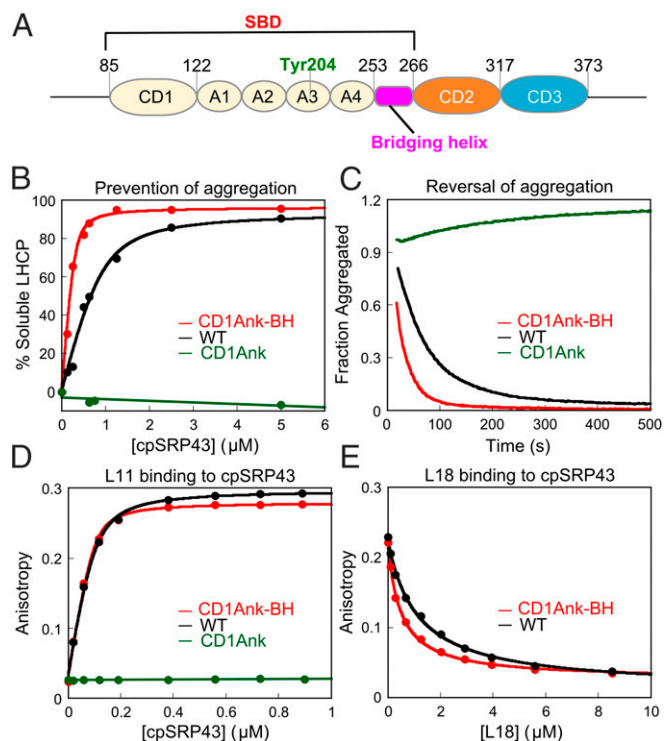 A
SBD
85 122 Tyr204 253 266 317 373
CD1 A1 A2 A3 A4 CD2 CD3
Bridging helix
B Prevention of aggregation
% Soluble LHCP
100
80
60
40
20
0
CD1Ank-BH
WT
CD1Ank
0 1 2 3 4 5 6
[cpSRP43] (µM)
C Reversal of aggregation
Fraction Aggregated
1.2
0.9
0.6
0.3
0
CD1Ank-BH
WT
CD1Ank
0 100 200 300 400 500
Time (s)
D L11 binding to cpSRP43
Anisotropy
0.3
0.2
0.1
0
CD1Ank-BH
WT
CD1Ank
0 0.2 0.4 0.6 0.8 1
[cpSRP43] (µM)
E L18 binding to cpSRP43
Anisotropy
0.3
0.2
0.1
0
CD1Ank-BH
WT
0 2 4 6 8 10
[L18] (µM)